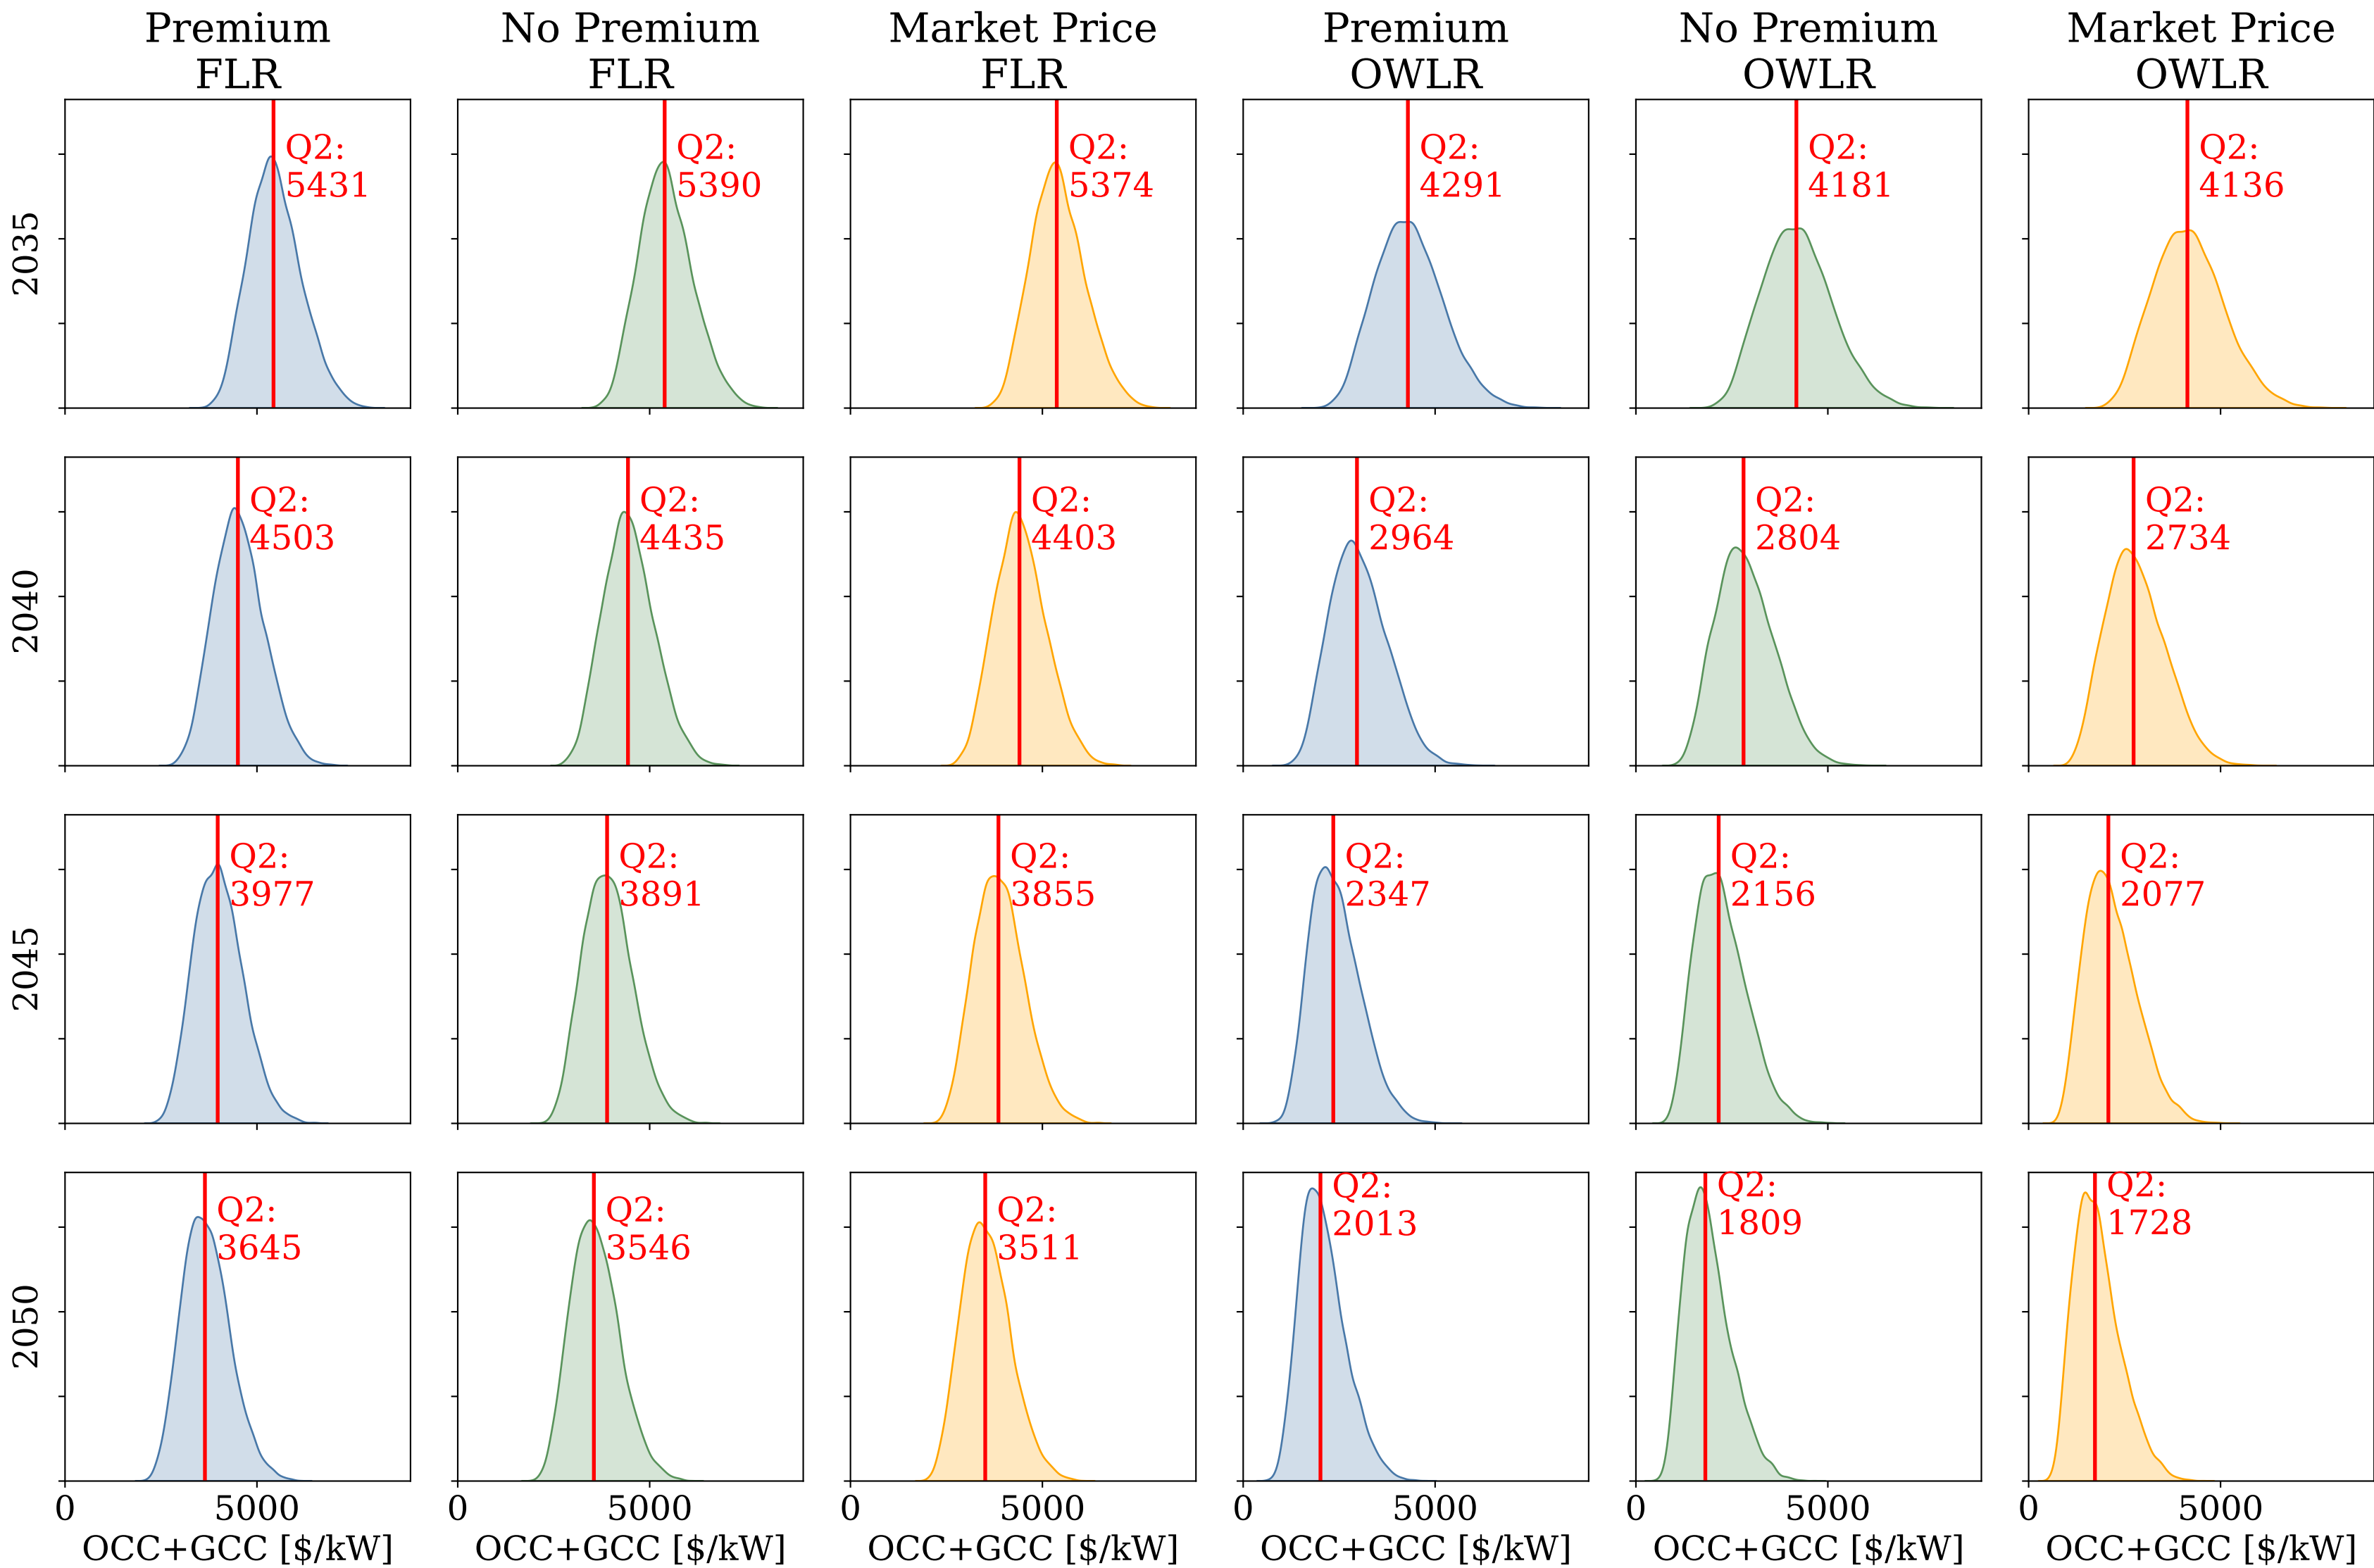 Premium
FLR
No Premium
FLR
Market Price
FLR
Premium
OWLR
No Premium
OWLR
Market Price
OWLR
2035
Q2:
5431
Q2:
5390
Q2:
5374
Q2:
4291
Q2:
4181
Q2:
4136
2040
Q2:
4503
Q2:
4435
Q2:
4403
Q2:
2964
Q2:
2804
Q2:
2734
2045
Q2:
3977
Q2:
3891
Q2:
3855
Q2:
2347
Q2:
2156
Q2:
2077
2050
Q2:
3645
Q2:
3546
Q2:
3511
Q2:
2013
Q2:
1809
Q2:
1728
0 5000
OCC+GCC [$/kW]
0 5000
OCC+GCC [$/kW]
0 5000
OCC+GCC [$/kW]
0 5000
OCC+GCC [$/kW]
0 5000
OCC+GCC [$/kW]
0 5000
OCC+GCC [$/kW]